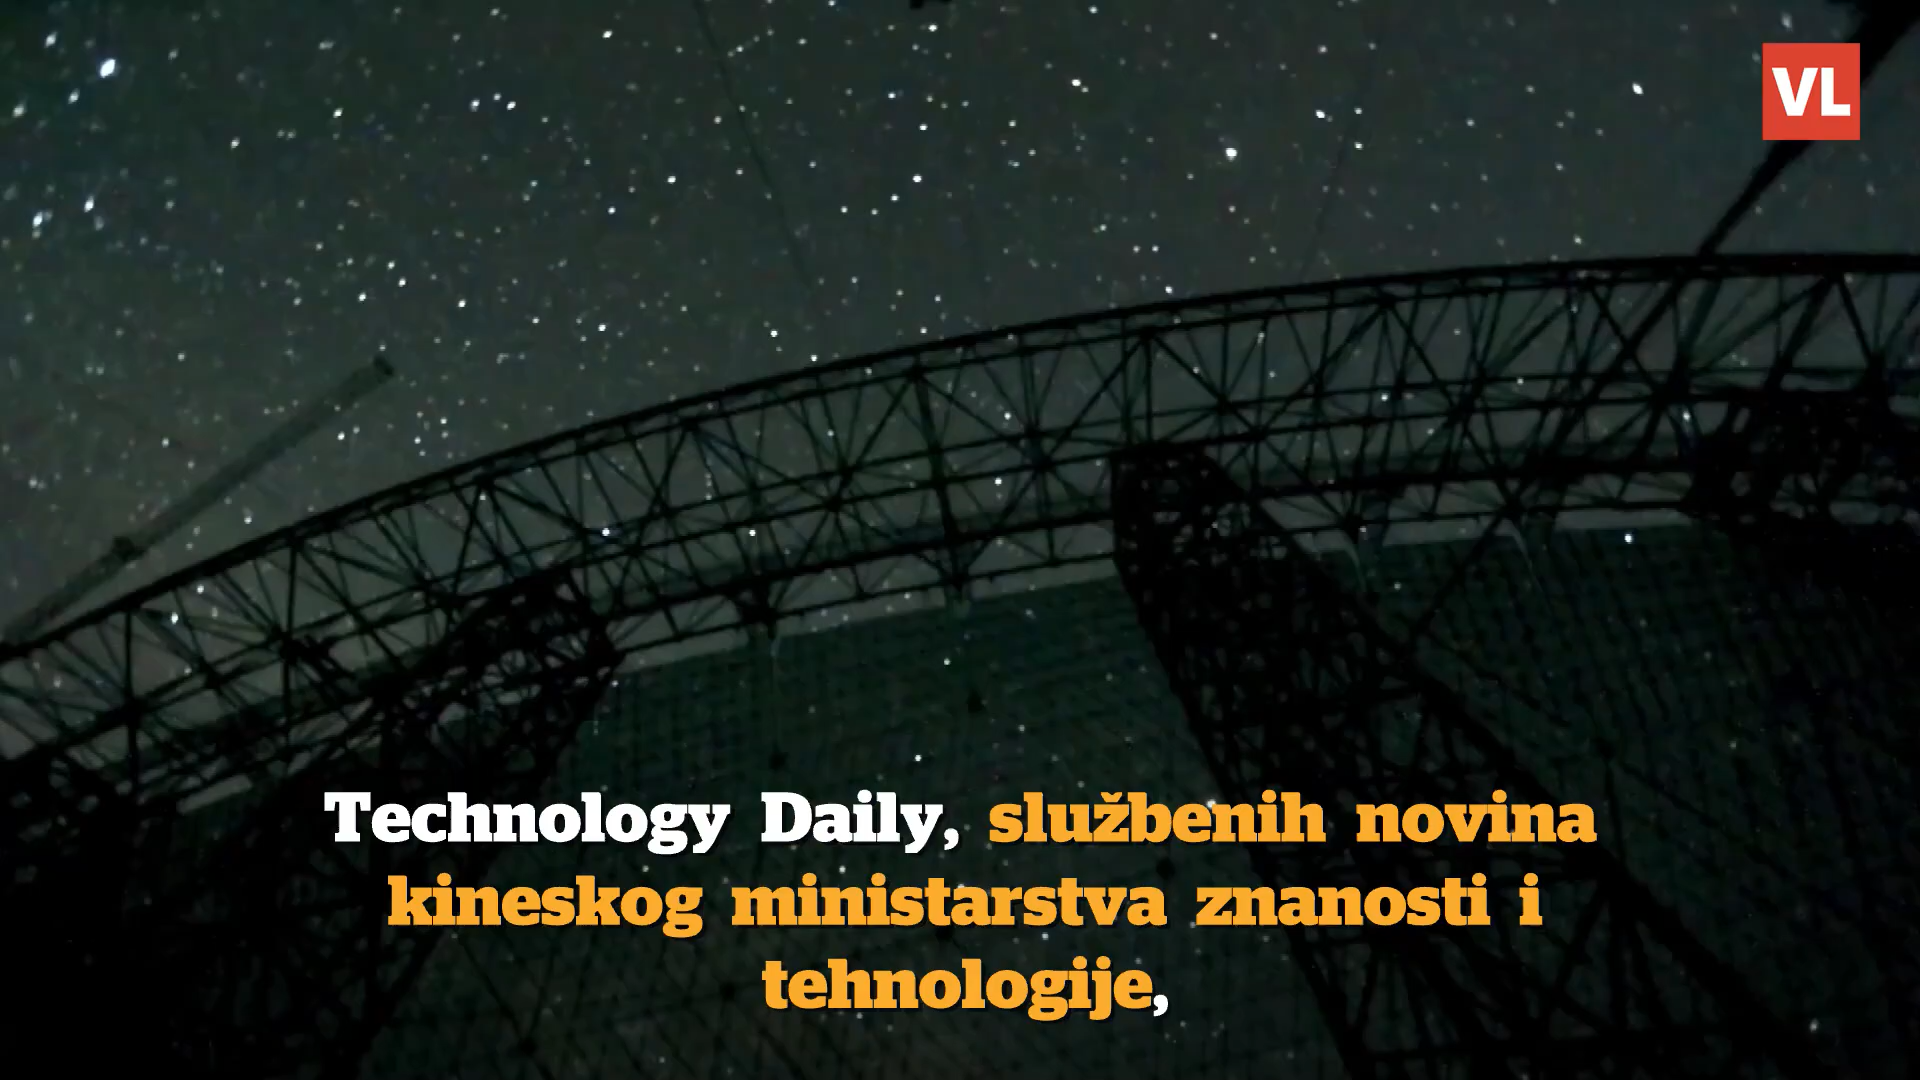 VL
Technology Daily, službenih novina
kineskog ministarstva znanosti i
tehnologije,